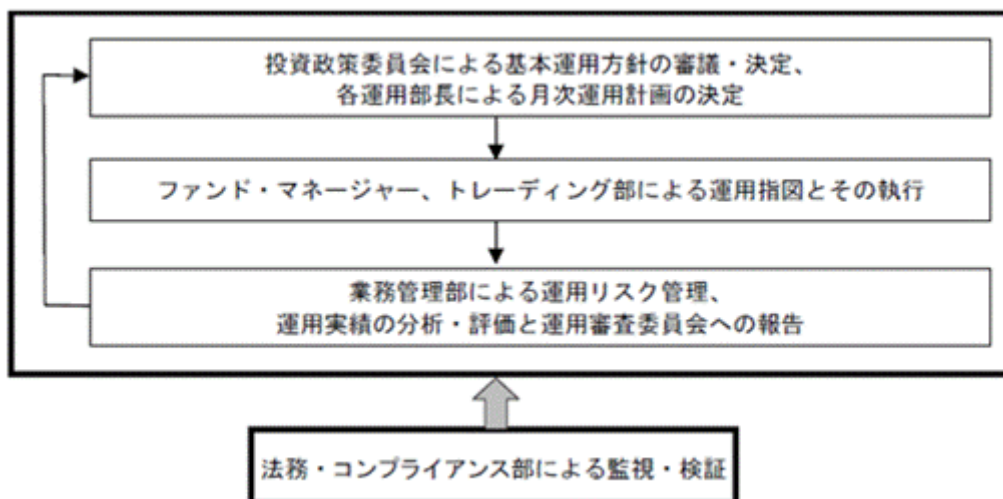 投資政策委員会による基本運用方針の審議・決定、
各運用部長による月次運用計画の決定
ファンド・マネージャー、トレーディング部による運用指図とその執行
業務管理部による運用リスク管理、
運用実績の分析・評価と運用審査委員会への報告
法務・コンプライアンス部による監視・検証